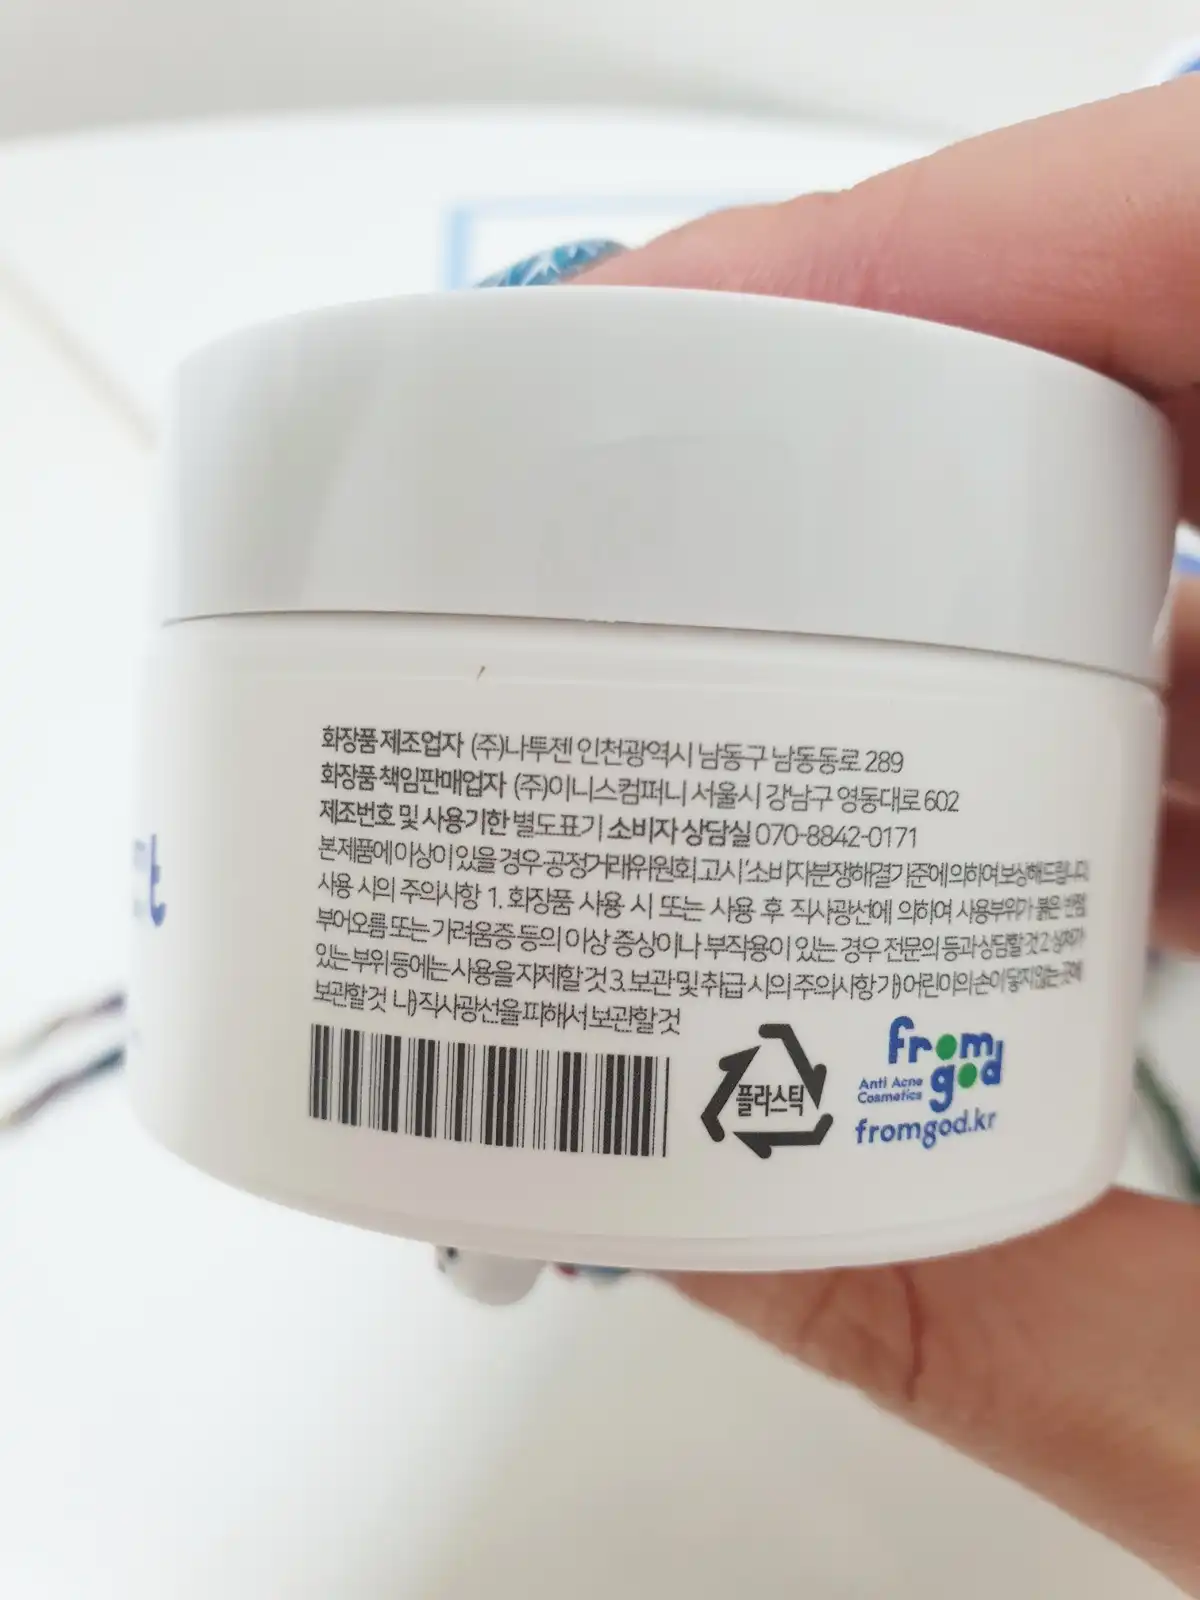 화장품 제조업자 (주)나투젠 인천광역시 남동구 남동동로 289
화장품 책임판매업자 (주)이니스컴퍼니 서울시 강남구 영동대로 602
제조번호 및 사용기한 별도표기 소비자 상담실 070-8842-0171
본 제품에 이상이 있을 경우 공정거래위원회 고시 '소비자분쟁해결기준'에 의하여 보상해드립니다.
사용 시의 주의사항 1. 화장품 사용 시 또는 사용 후 직사광선에 의하여 사용부위가 붉은 반점,
부어오름 또는 가려움증 등의 이상 증상이나 부작용이 있는 경우 전문의 등과 상담할 것 2. 상처가
있는 부위 등에는 사용을 자제할 것 3. 보관 및 취급 시의 주의사항 가) 어린이의 손이 닿지 않는 곳에
보관할 것 나) 직사광선을 피해서 보관할 것
플라스틱
from
god
Anti Acne
Cosmetics
fromgod.kr
t